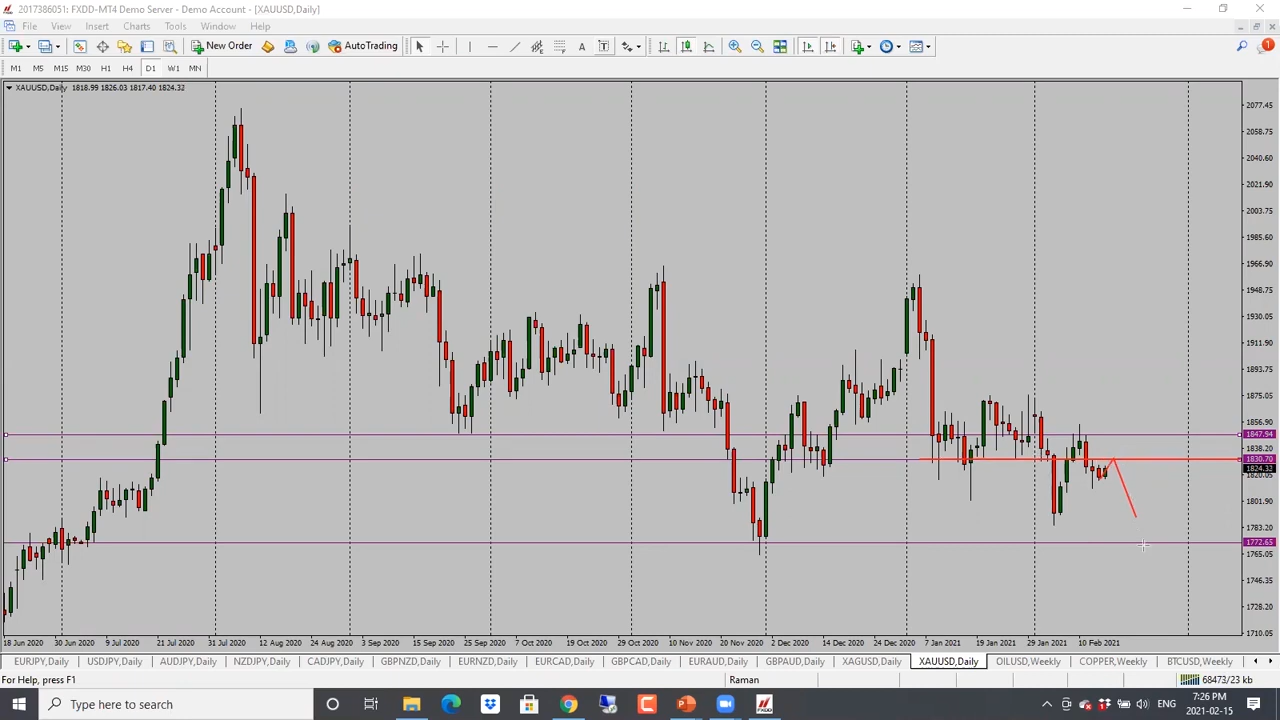 2017386051: FXDD-MT4 Demo Server - Demo Account - [XAUUSD,Daily]
File View Insert Charts Tools Window Help
New Order AutoTrading
M1 M5 M15 M30 H1 H4 D1 W1 MN
XAUUSD,Daily 1818.99 1826.03 1817.40 1824.32
2077.45
2058.75
2040.60
2021.90
2003.75
1985.60
1966.90
1948.75
1930.05
1911.90
1893.75
1875.05
1856.90
1847.94
1838.20
1830.70
1824.32
1820.05
1801.90
1783.20
1772.65
1765.05
1746.35
1728.20
1710.05
18 Jun 2020 30 Jun 2020 9 Jul 2020 21 Jul 2020 31 Jul 2020 12 Aug 2020 24 Aug 2020 3 Sep 2020 15 Sep 2020 25 Sep 2020 7 Oct 2020 19 Oct 2020 29 Oct 2020 10 Nov 2020 20 Nov 2020 2 Dec 2020 14 Dec 2020 24 Dec 2020 7 Jan 2021 19 Jan 2021 29 Jan 2021 10 Feb 2021
EURJPY,Daily USDJPY,Daily AUDJPY,Daily NZDJPY,Daily CADJPY,Daily GBPNZD,Daily EURNZD,Daily EURCAD,Daily GBPCAD,Daily EURAUD,Daily GBPAUD,Daily XAGUSD,Daily XAUUSD,Daily OILUSD,Weekly COPPER,Weekly BTCUSD,Weekly
For Help, press F1 Raman 68473/23 kb
Type here to search
ENG
7:26 PM
2021-02-15